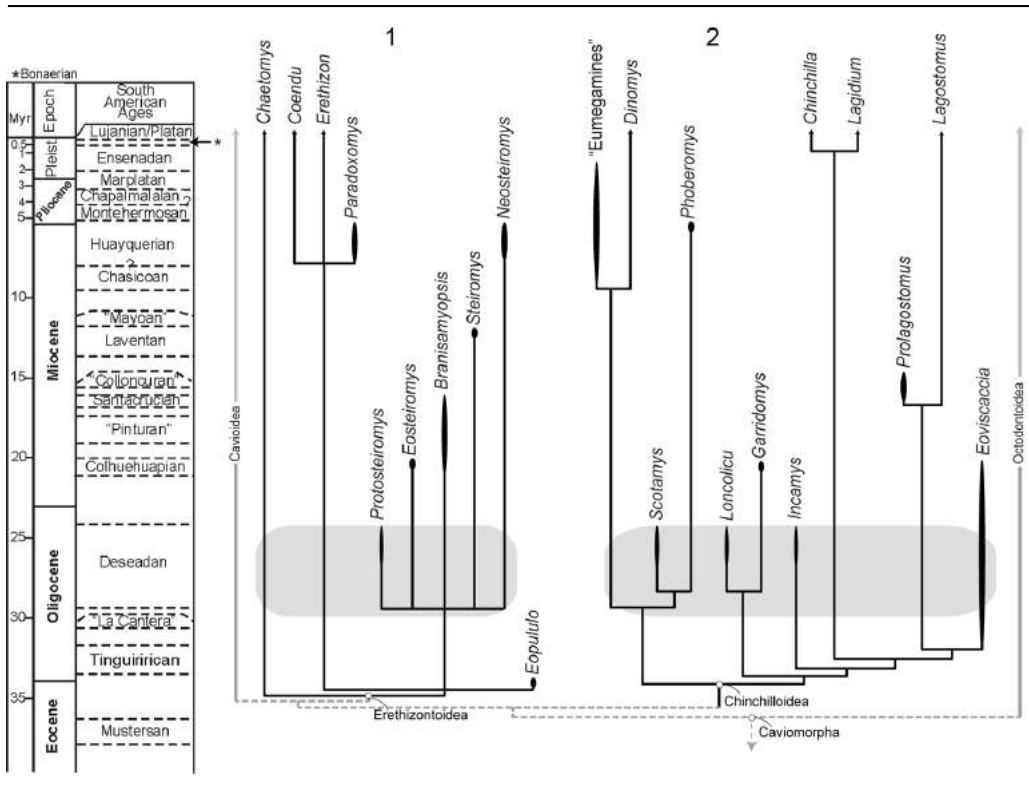 1
2
*Bonaerian
Myr
Epoch
South
American
Ages
Lujanian/Platan
*
0.5
1
2
3
4
5
10
15
20
25
30
35
Pleist
Pliocene
Miocene
Oligocene
Eocene
Ensenadan
Marplatan
Chapalmalaian ?
Montehermosan
Huayquerian
?
Chasicoan
"Mayoan"
Laventan
"Colloncuran"
Santacrucian
"Pinturan"
Colhuehuapian
Deseadan
"La Cantera"
Tinguirirican
Mustersan
Cavioidea
Chaetomys
Coendu
Erethizon
Paradoxomys
Protosteiromys
Eosteiromys
Branisamyopsis
Steiromys
Neosteiromys
Eopululo
Erethizontoidea
"Eumegamines"
Dinomys
Phoberomys
Scotamys
Loncolicu
Garridomys
Incamys
Chinchilla
Lagidium
Prolagostomus
Lagostomus
Eoviscaccia
Octodontoidea
Chinchilloidea
Caviomorpha